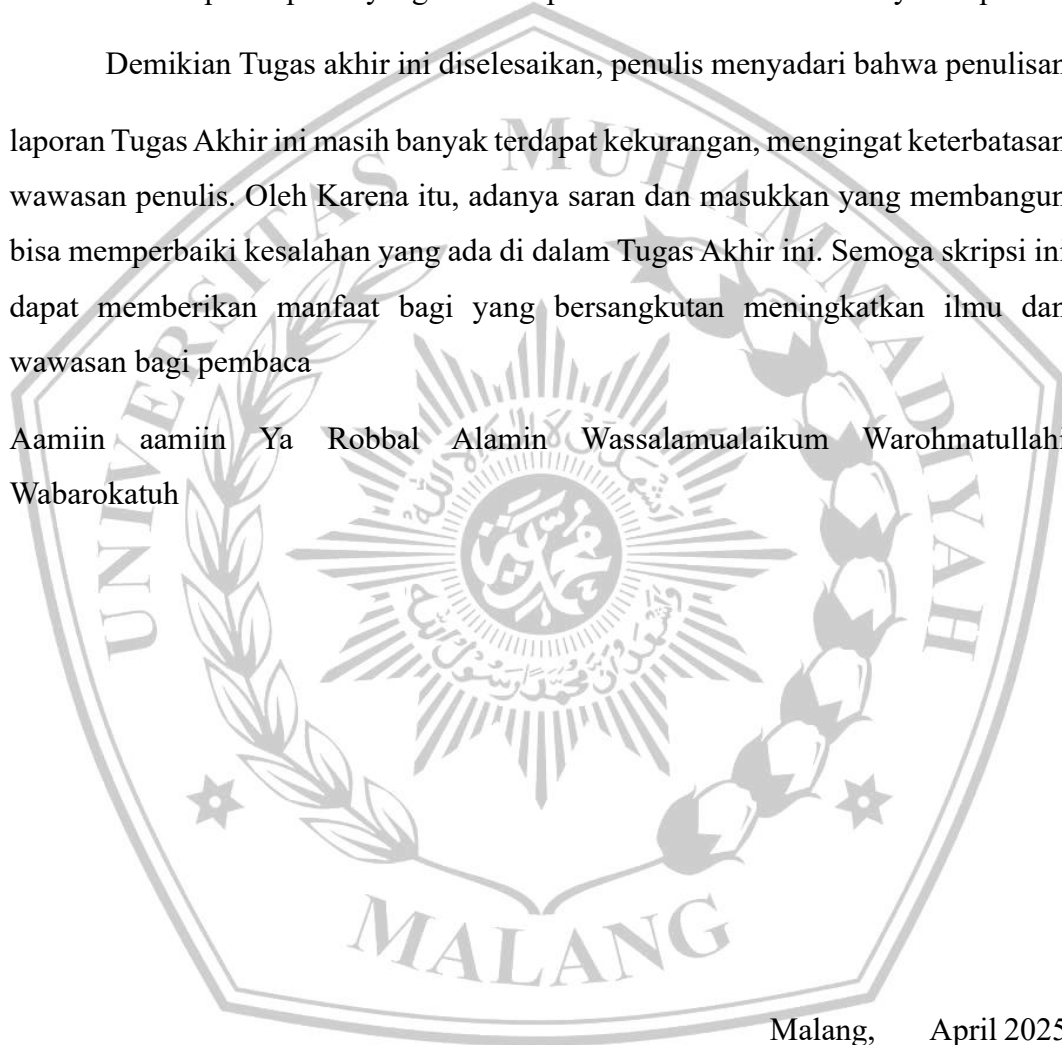 Demikian Tugas akhir ini diselesaikan, penulis menyadari bahwa penulisan
laporan Tugas Akhir ini masih banyak terdapat kekurangan, mengingat keterbatasan
wawasan penulis. Oleh Karena itu, adanya saran dan masukkan yang membangun
bisa memperbaiki kesalahan yang ada di dalam Tugas Akhir ini. Semoga skripsi ini
dapat memberikan manfaat bagi yang bersangkutan meningkatkan ilmu dan
wawasan bagi pembaca
Aamiin aamiin Ya Robbal Alamin Wassalamualaikum Warohmatullahi
Wabarokatuh
UNIVERSITAS MUHAMMADIYAH
MALANG
Malang, April 2025